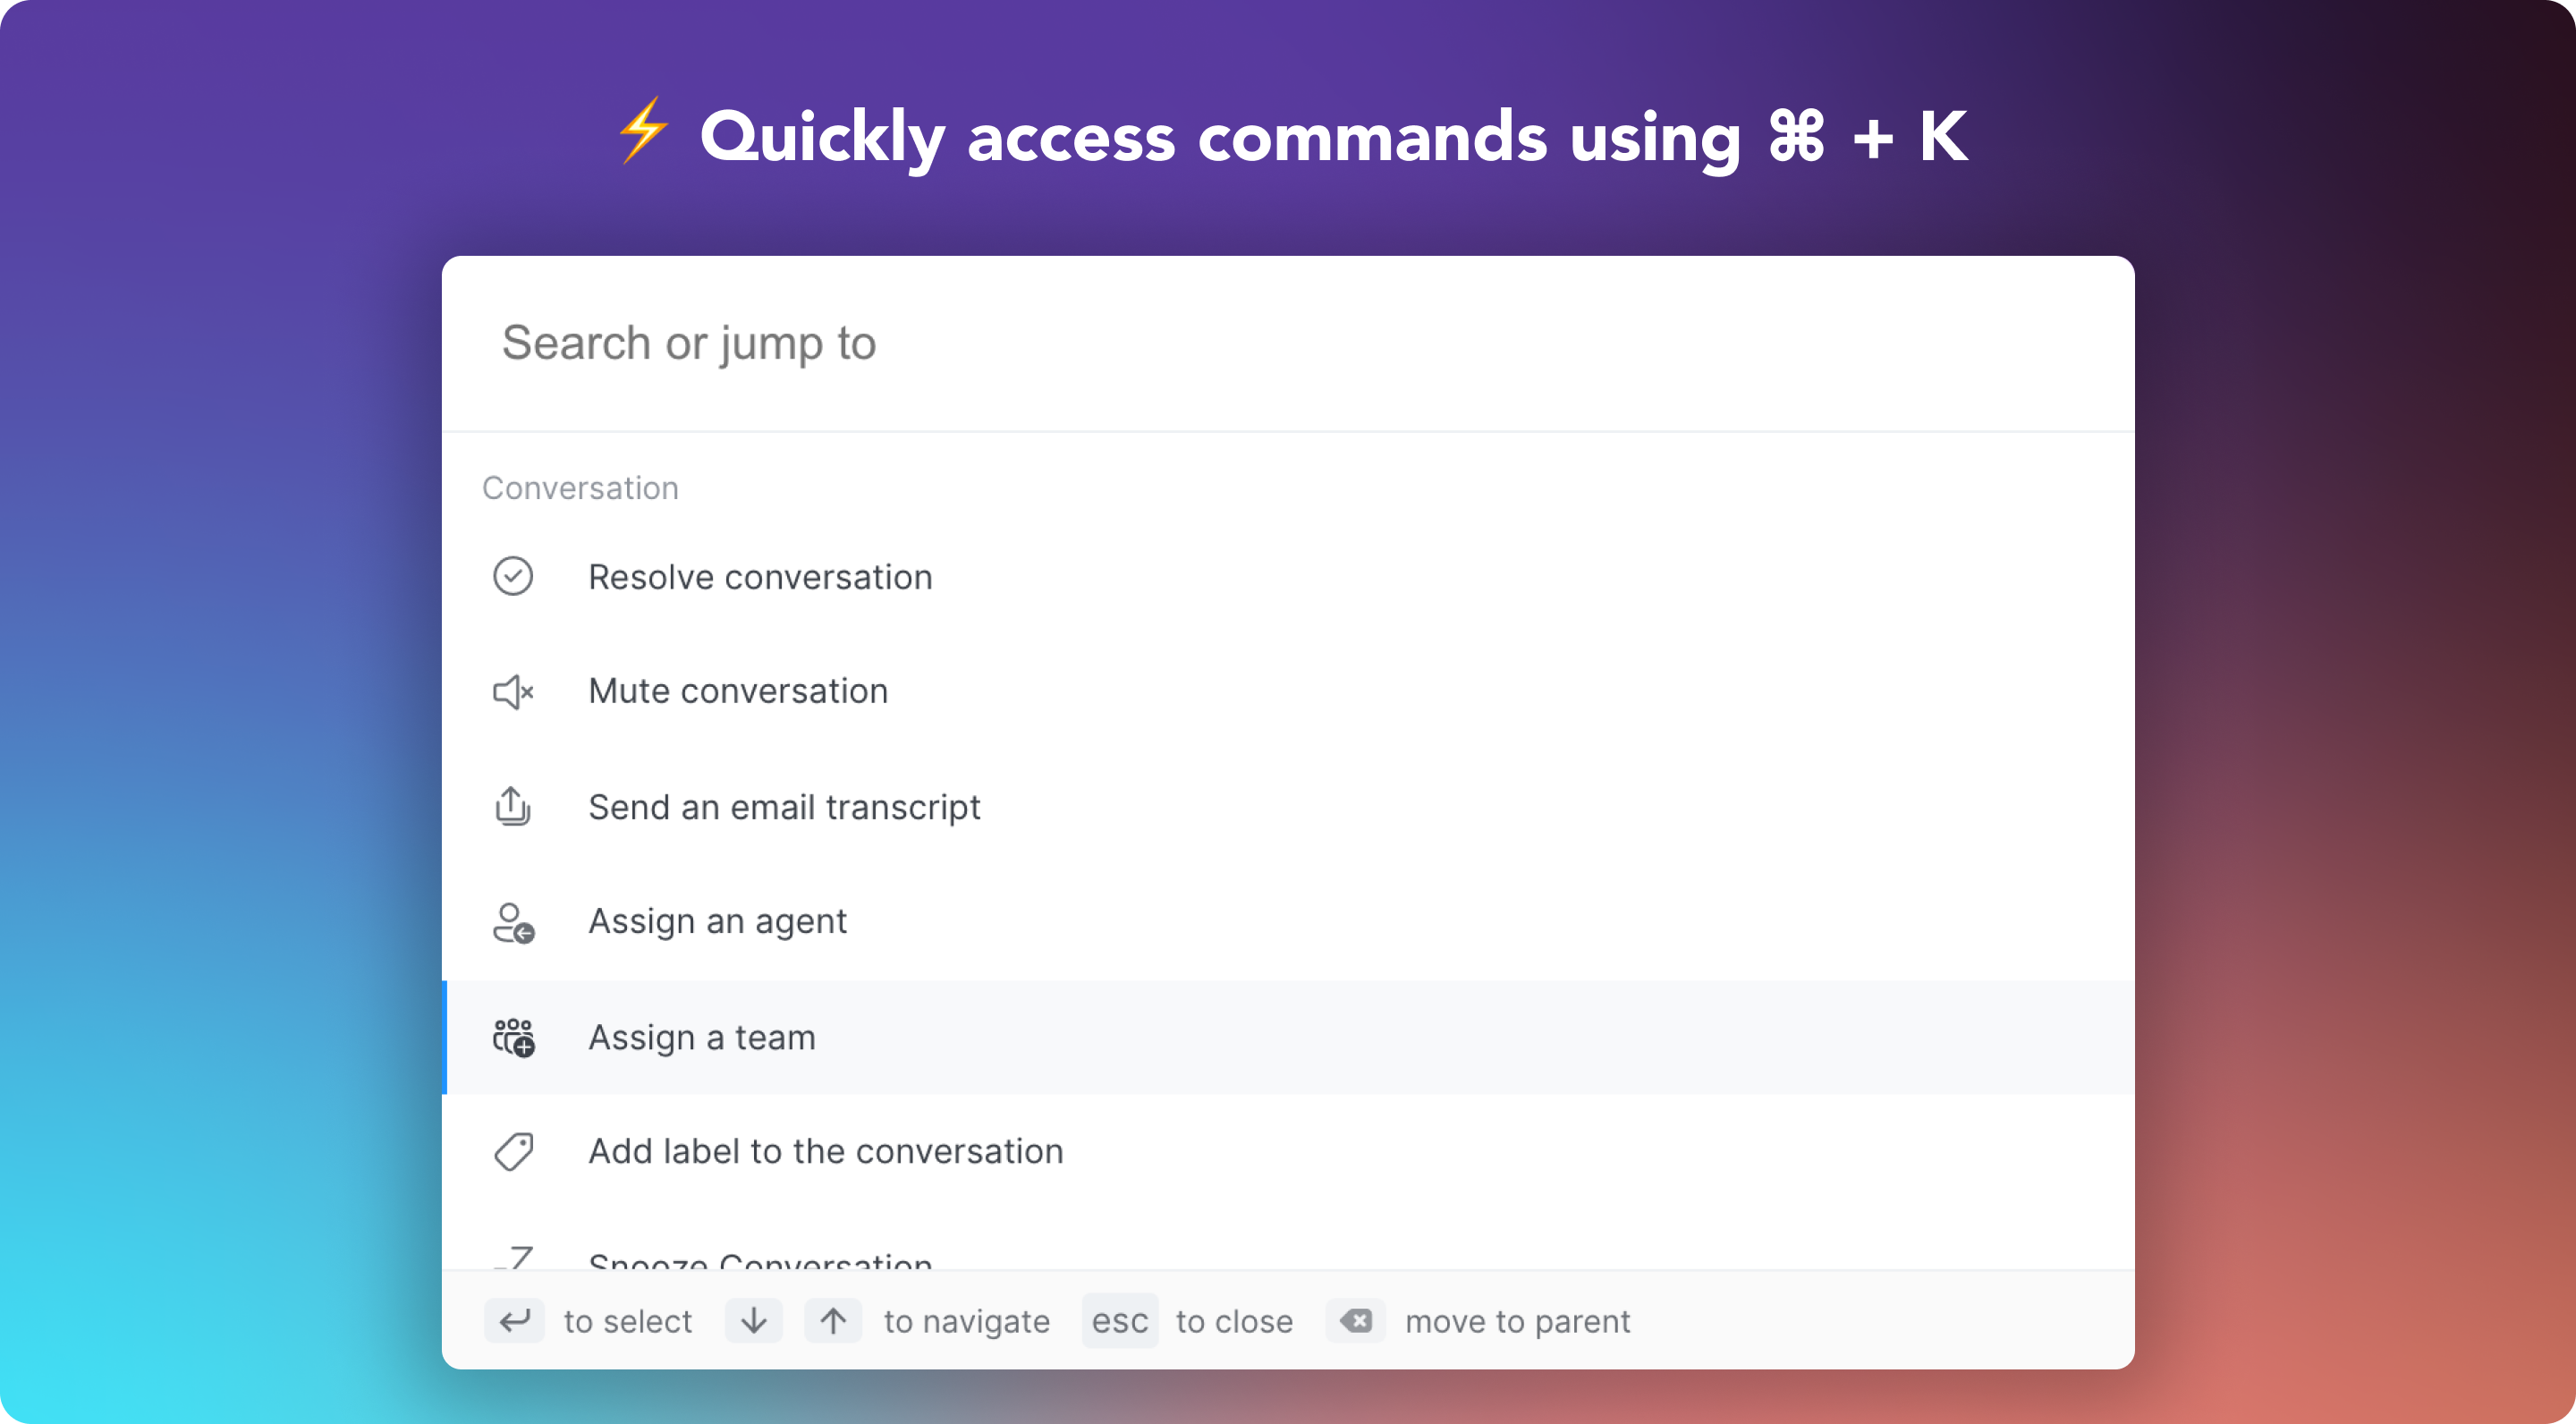 ⚡ Quickly access commands using ⌘ + K
Search or jump to
Conversation
Resolve conversation
Mute conversation
Send an email transcript
Assign an agent
Assign a team
Add label to the conversation
Snooze Conversation
↵ to select ↓ ↑ to navigate esc to close ⌫ move to parent